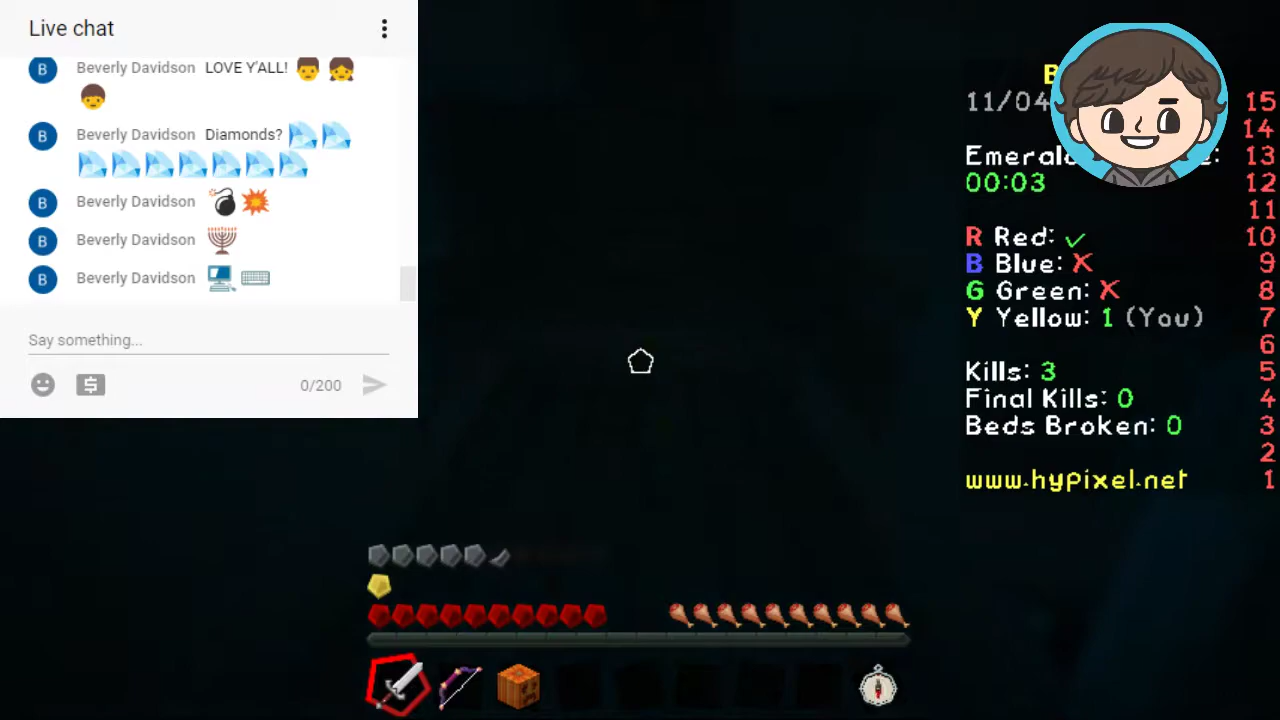 Live chat
Beverly Davidson LOVE Y'ALL!
Beverly Davidson Diamonds?
Beverly Davidson
Beverly Davidson
Beverly Davidson
Say something...
0/200
11/04
00:03
R Red: ✓
B Blue: ✗
G Green: ✗
Y Yellow: 1 (You)
Kills: 3
Final Kills: 0
Beds Broken: 0
www.hypixel.net
15
14
13
12
11
10
9
8
7
6
5
4
3
2
1